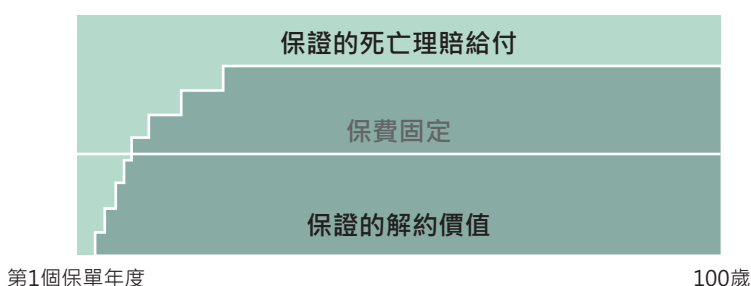 保證的死亡理賠給付
保費固定
保證的解約價值
第1個保單年度
100歲